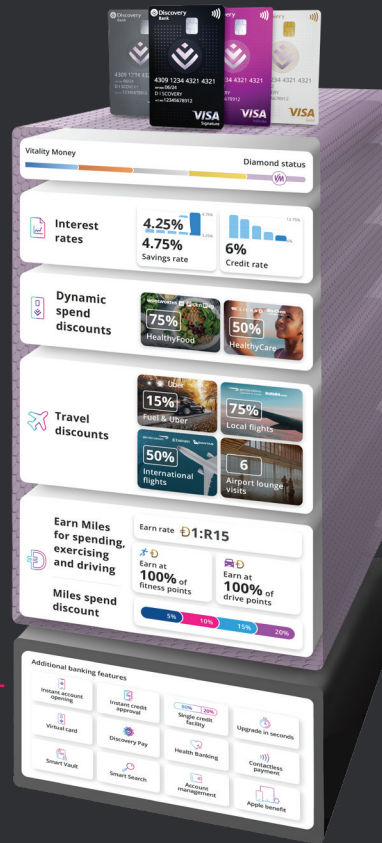 Discovery
Bank
4309 1234 4321 4321
06/24
D I SCOVERY
12345678912
VISA
Signature
VISA
VISA
Vitality Money
Diamond status
Interest
rates
4.25%
4.75%
Savings rate
6%
Credit rate
Dynamic
spend
discounts
75%
HealthyFood
50%
HealthyCare
Travel
discounts
Uber
15%
Fuel & Uber
75%
Local flights
50%
International
flights
6
Airport lounge
visits
Earn Miles
for spending,
exercising
and driving
Earn rate 1:R15
Earn at
100% of
fitness points
Earn at
100% of
drive points
Miles spend
discount
5% 10% 15% 20%
Additional banking features
Instant account
opening
Instant credit
approval
80% 20%
Single credit
facility
Upgrade in seconds
Virtual card
Discovery Pay
Health Banking
Contactless
payment
Smart Vault
Smart Search
Account
management
Apple benefit